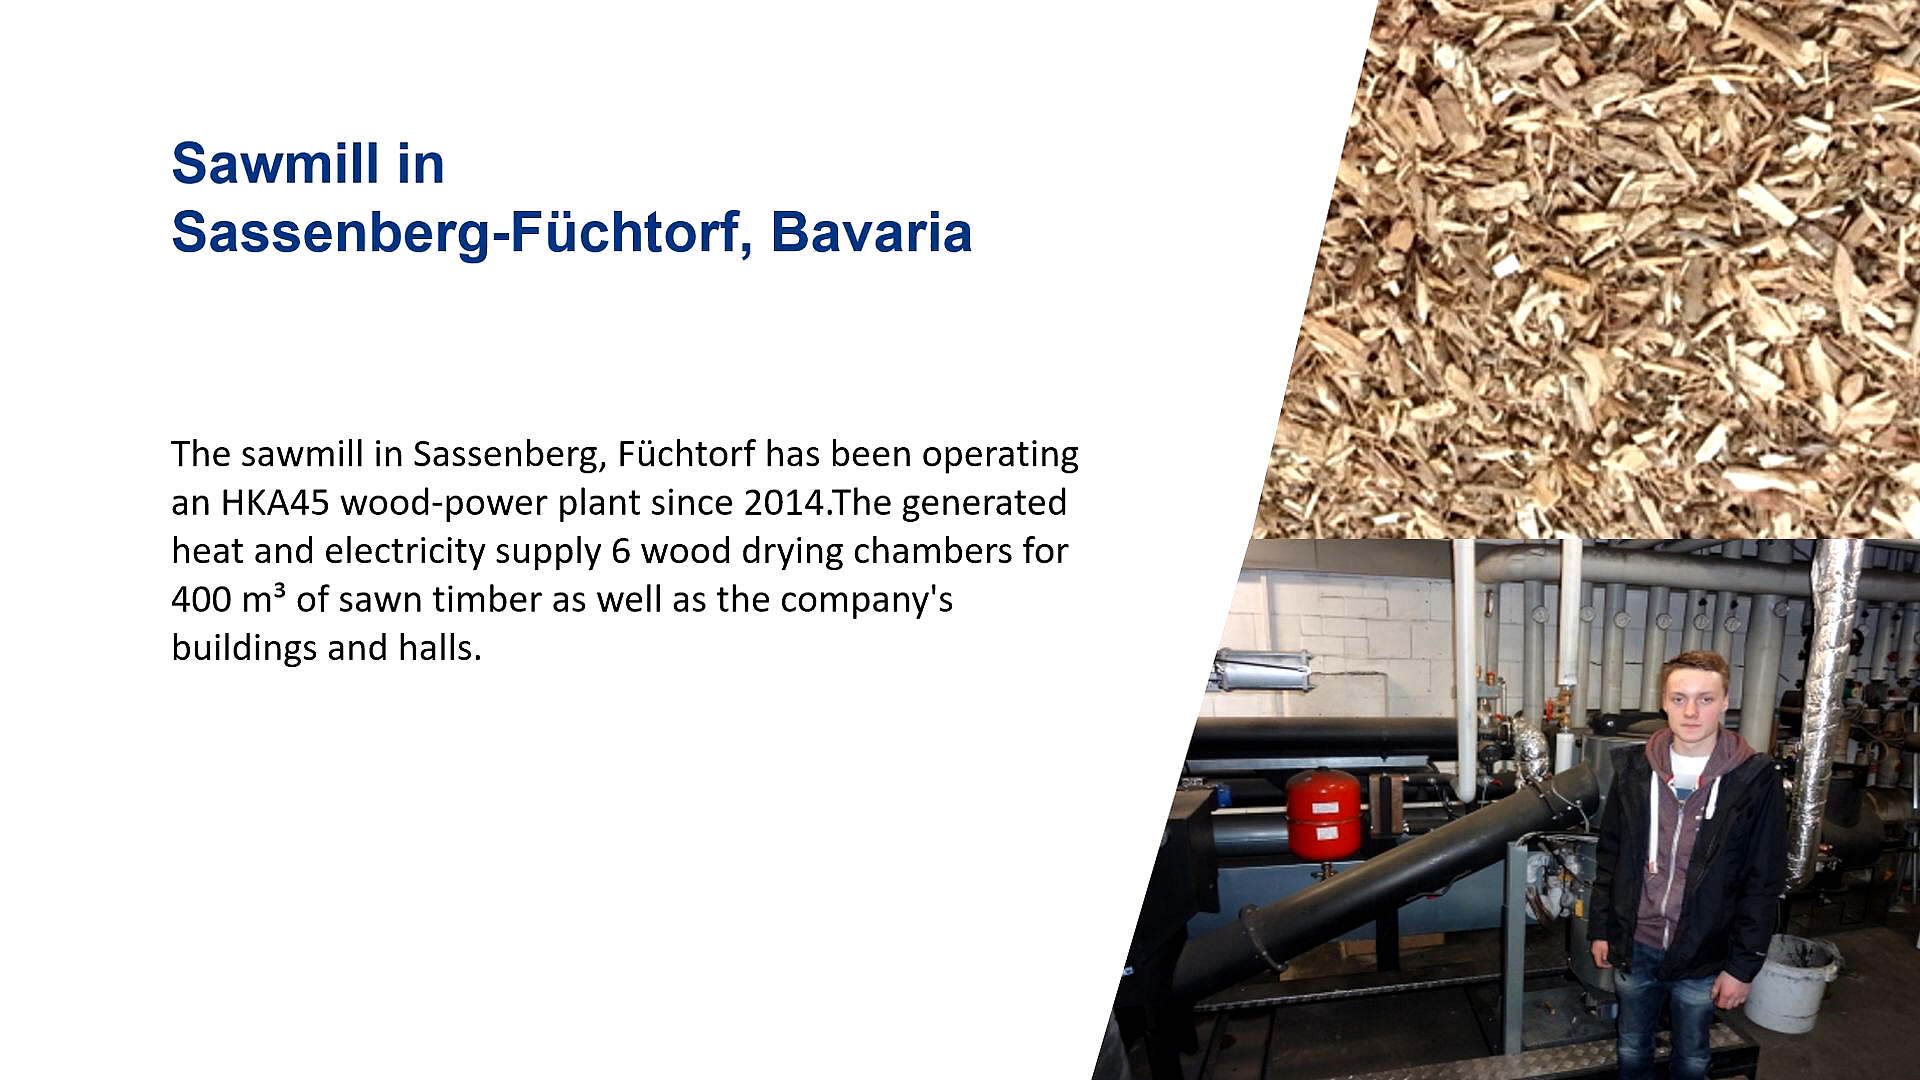 Sawmill in
Sassenberg-Füchtorf, Bavaria
The sawmill in Sassenberg, Füchtorf has been operating
an HKA45 wood-power plant since 2014.The generated
heat and electricity supply 6 wood drying chambers for
400 m³ of sawn timber as well as the company's
buildings and halls.